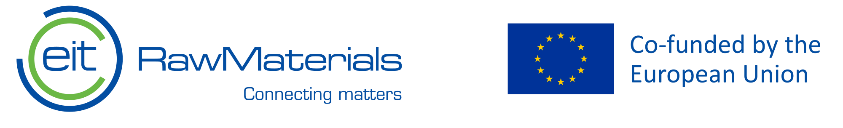 eit RawMaterials
Connecting matters
Co-funded by the
European Union